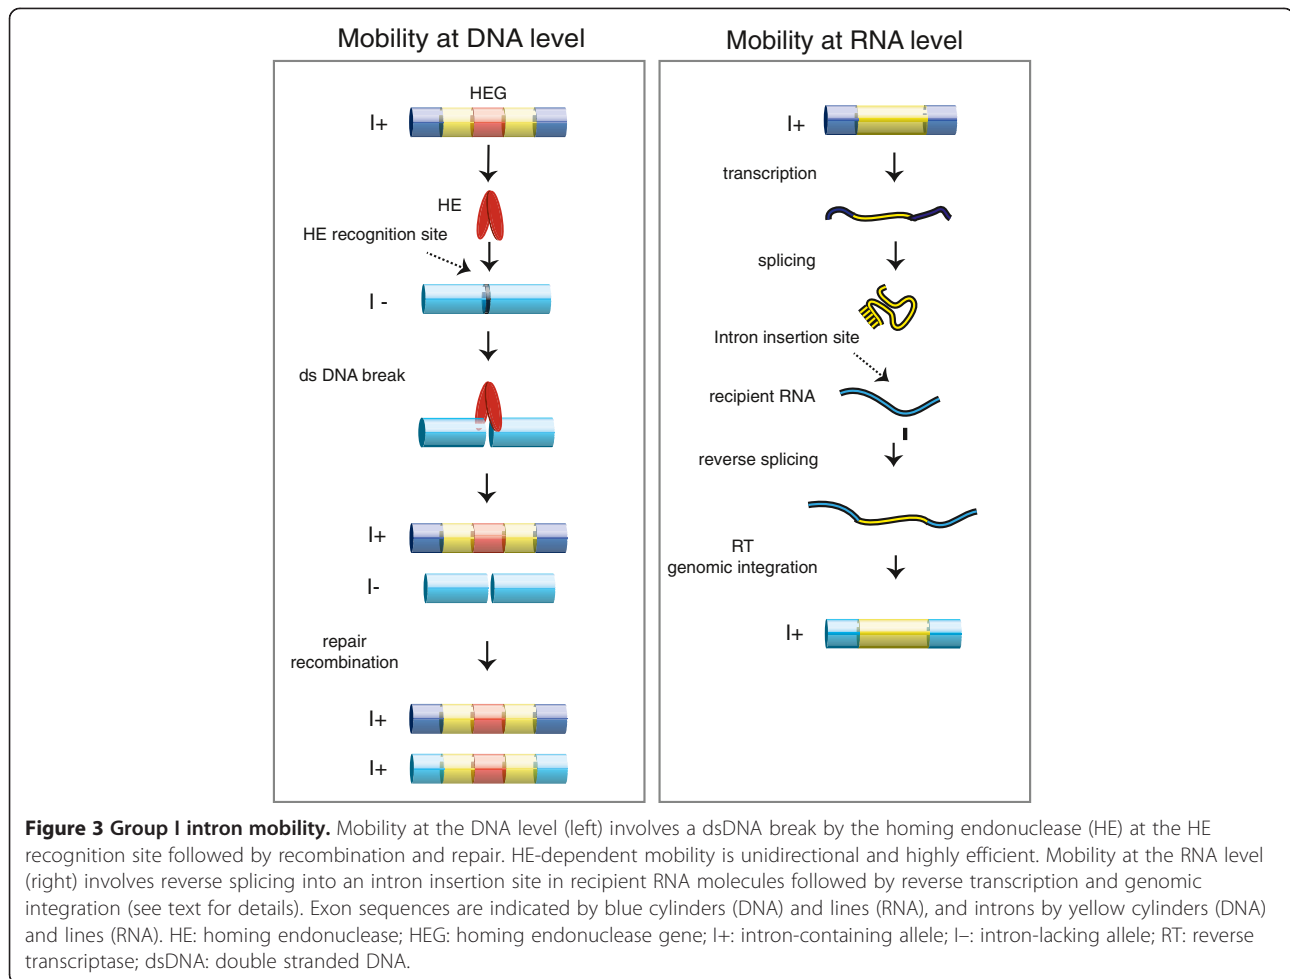 Mobility at DNA level
HEG
I+
HE
HE recognition site
I -
ds DNA break
I+
I-
repair
recombination
I+
I+
Mobility at RNA level
I+
transcription
splicing
Intron insertion site
recipient RNA
reverse splicing
RT
genomic integration
I+
Figure 3 Group I intron mobility. Mobility at the DNA level (left) involves a dsDNA break by the homing endonuclease (HE) at the HE
recognition site followed by recombination and repair. HE-dependent mobility is unidirectional and highly efficient. Mobility at the RNA level
(right) involves reverse splicing into an intron insertion site in recipient RNA molecules followed by reverse transcription and genomic
integration (see text for details). Exon sequences are indicated by blue cylinders (DNA) and lines (RNA), and introns by yellow cylinders (DNA)
and lines (RNA). HE: homing endonuclease; HEG: homing endonuclease gene; I+: intron-containing allele; I–: intron-lacking allele; RT: reverse
transcriptase; dsDNA: double stranded DNA.